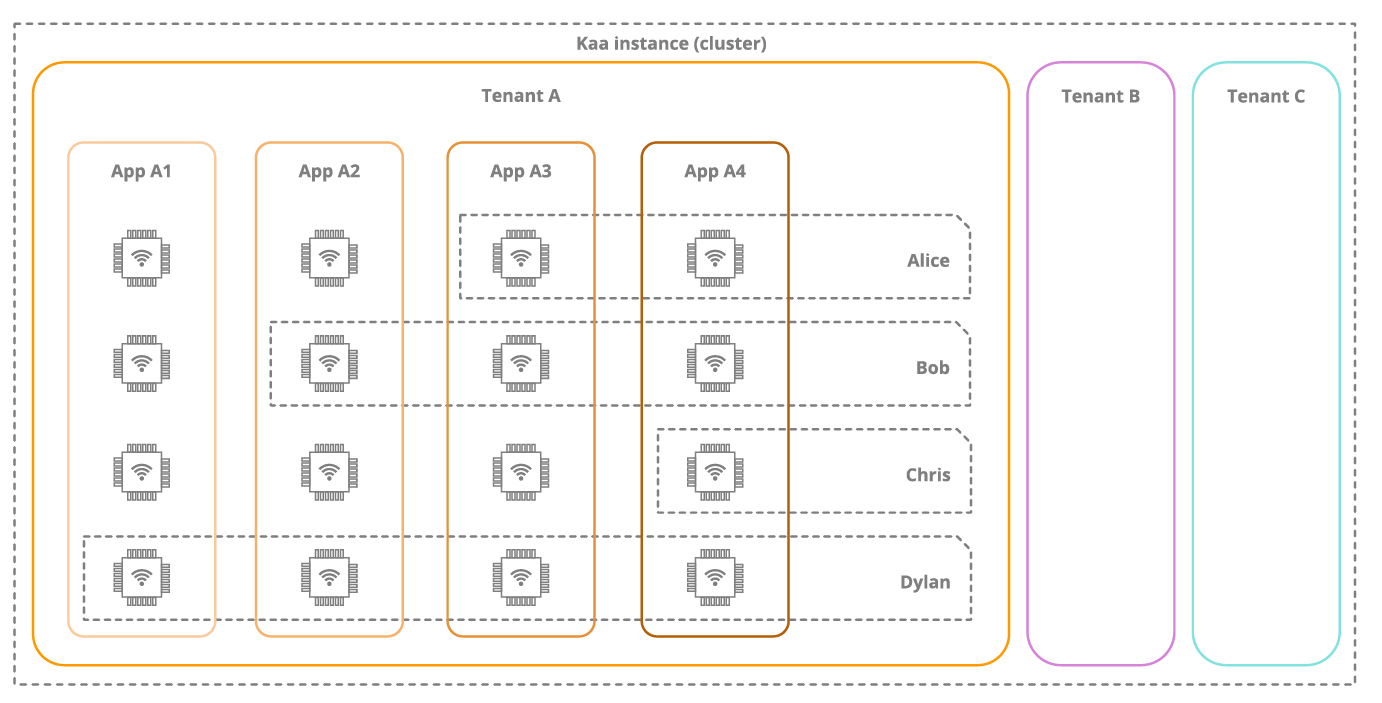 Kaa instance (cluster)
Tenant A
Tenant B
Tenant C
App A1
App A2
App A3
App A4
Alice
Bob
Chris
Dylan